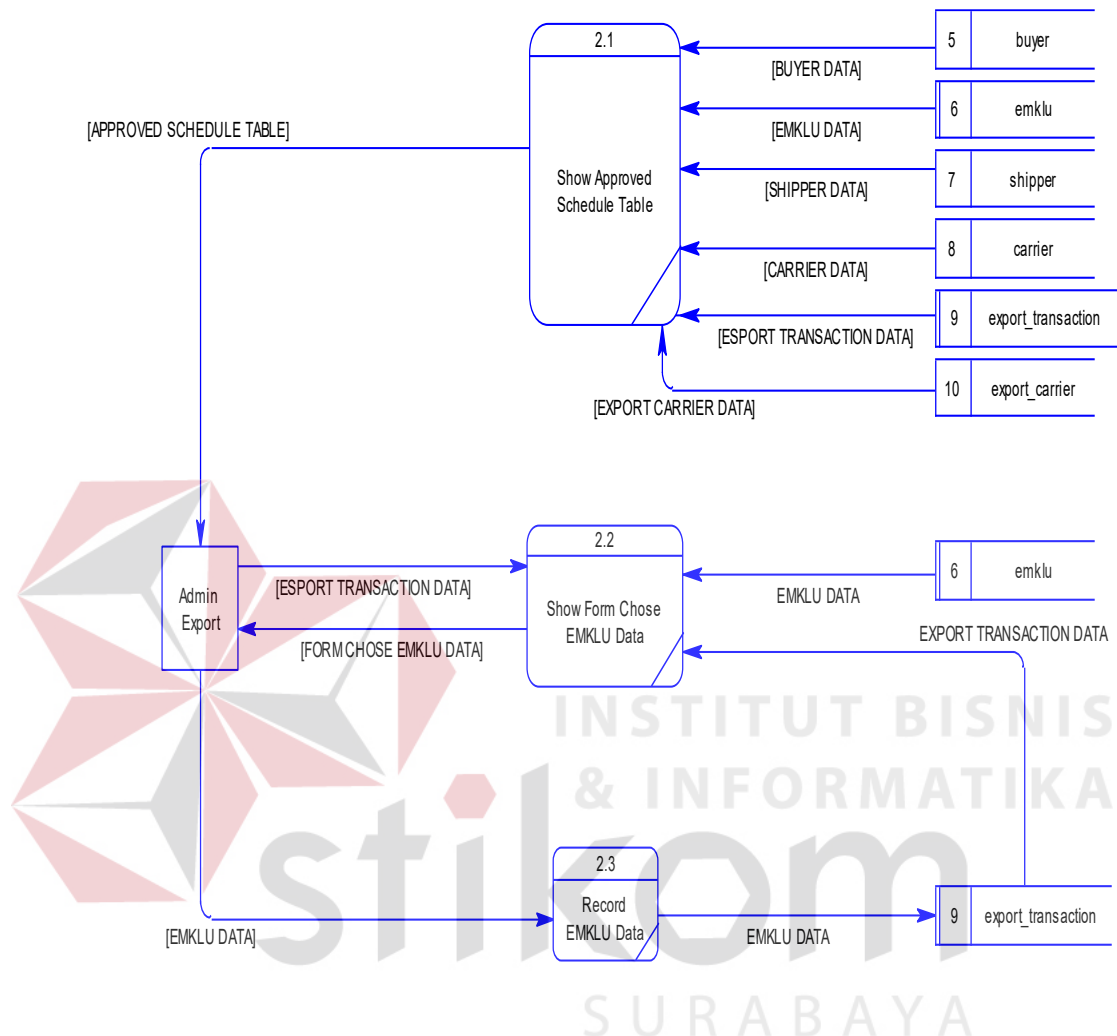 2.1
Show Approved
Schedule Table
5 buyer
[BUYER DATA]
6 emklu
[EMKLU DATA]
7 shipper
[SHIPPER DATA]
8 carrier
[CARRIER DATA]
9 export_transaction
[ESPORT TRANSACTION DATA]
10 export_carrier
[EXPORT CARRIER DATA]
[APPROVED SCHEDULE TABLE]
Admin
Export
[ESPORT TRANSACTION DATA]
[FORM CHOSE EMKLU DATA]
2.2
Show Form Chose
EMKLU Data
6 emklu
EMKLU DATA
EXPORT TRANSACTION DATA
INSTITUT BISNIS
& INFORMATIKA
stikom
SURABAYA
[EMKLU DATA]
2.3
Record
EMKLU Data
EMKLU DATA
9 export_transaction